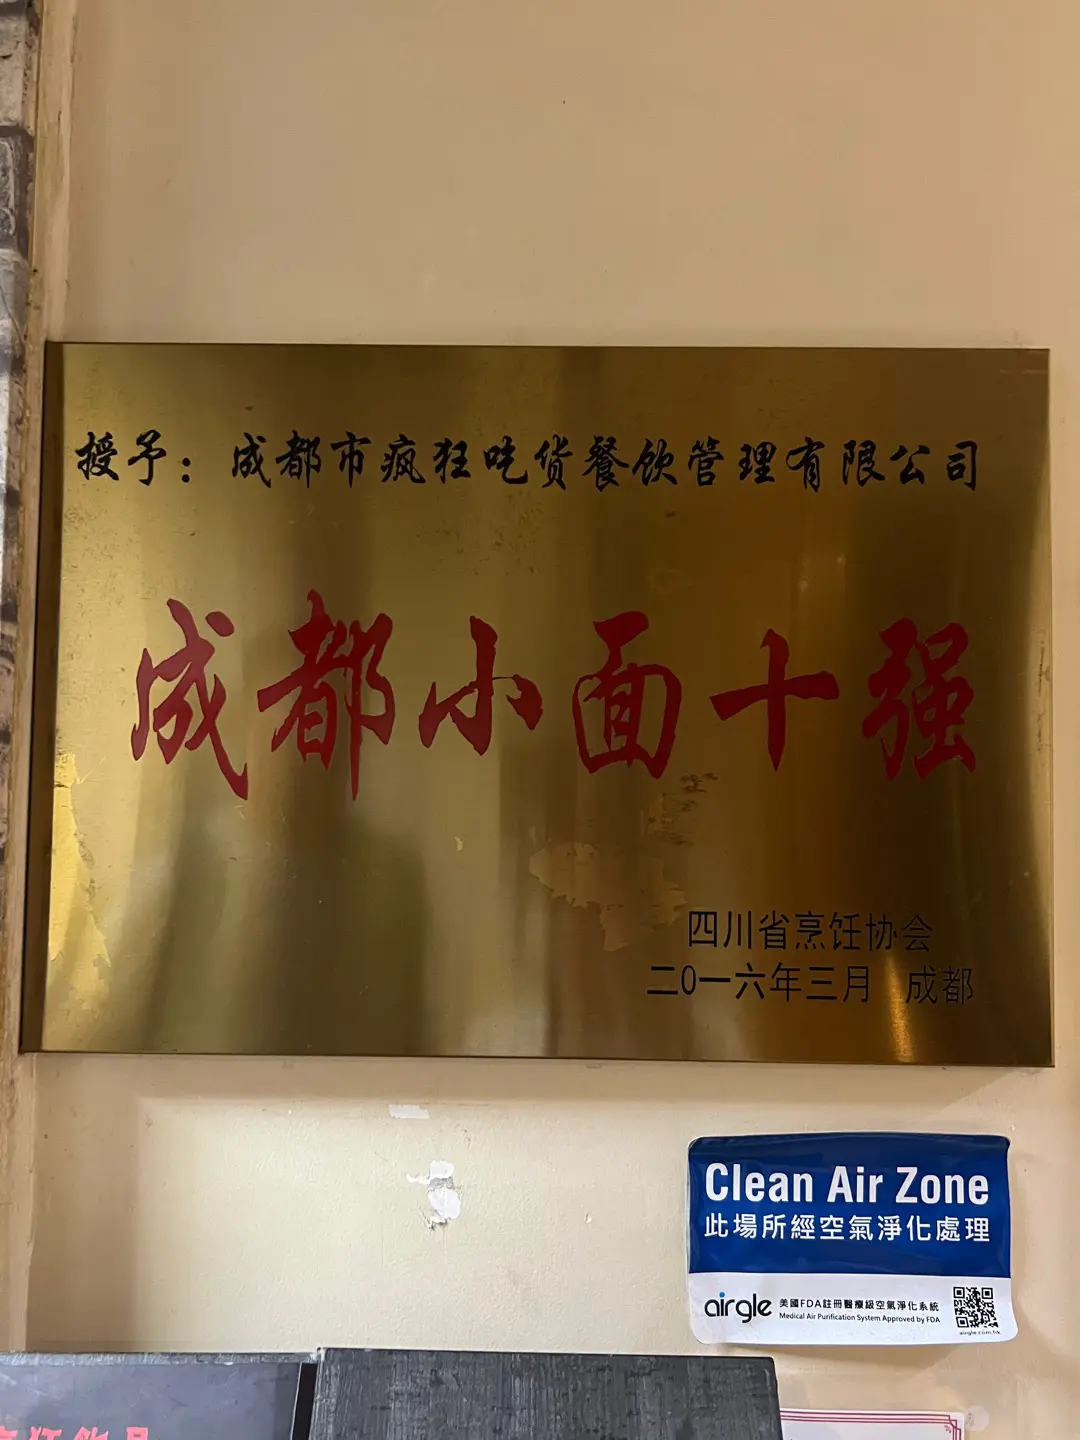 授予：成都市疯狂吃货餐饮管理有限公司
成都小面十强
四川省烹饪协会
二0一六年三月 成都
Clean Air Zone
此場所經空氣淨化處理
airgle 美國FDA註冊醫療級空氣淨化系統
Medical Air Purification System Approved by FDA
airgle.com.hk